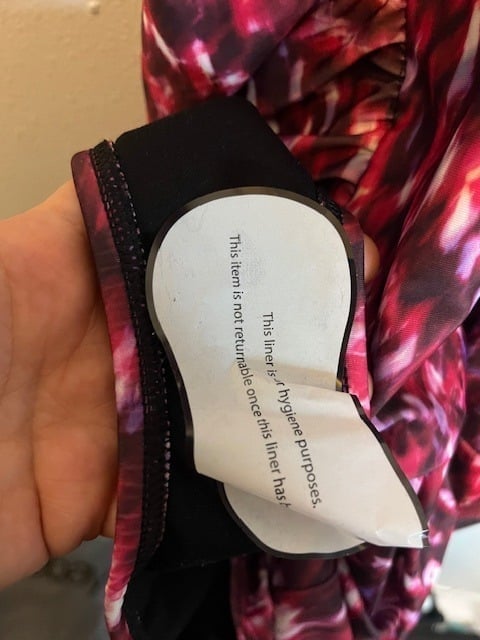 This liner is r hygiene purposes.
This item is not returnable once this liner has